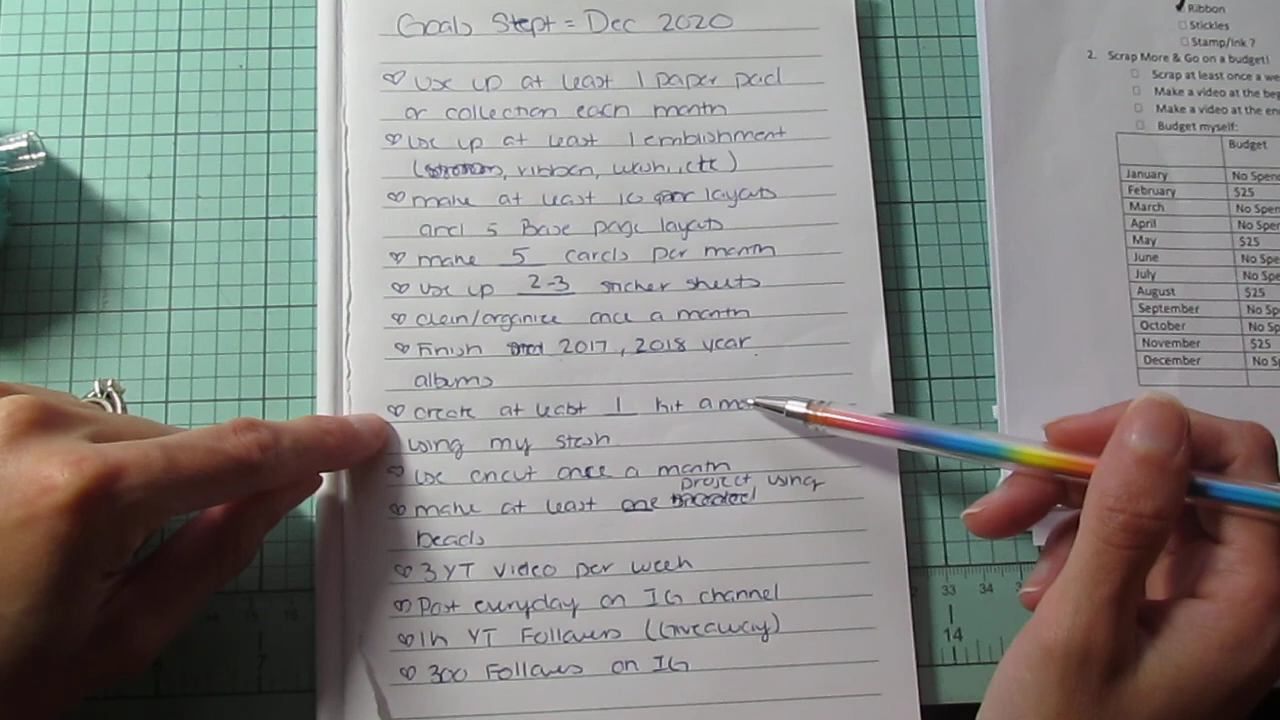 Goals Stept = Dec 2020
use up at least 1 paper pad
or collection each month
use up at least 1 emblishment
( , ribbon, washi, etc)
make at least 10 layouts
and 5 Base page layouts
make 5 cards per month
use up 2-3 sticker sheets
clean/organize once a month
Finish 2017, 2018 year
albums
create at least 1 kit a mo
using my stash
use cricut once a month
make at least one project using
beads
3 YT video per week
Post everyday on IG channel
1k YT Followers (Giveaway)
300 Followers on IG
Ribbon
Stickles
Stamp/Ink ?
2. Scrap More & Go on a budget!
Scrap at least once a we
Make a video at the beg
Make a video at the en
Budget myself:
Budget
January No Spend
February $25
March No Spen
April No Spen
May $25
June No Spe
July No Spe
August $25
September No Sp
October No Sp
November $25
December No S
33 34
14